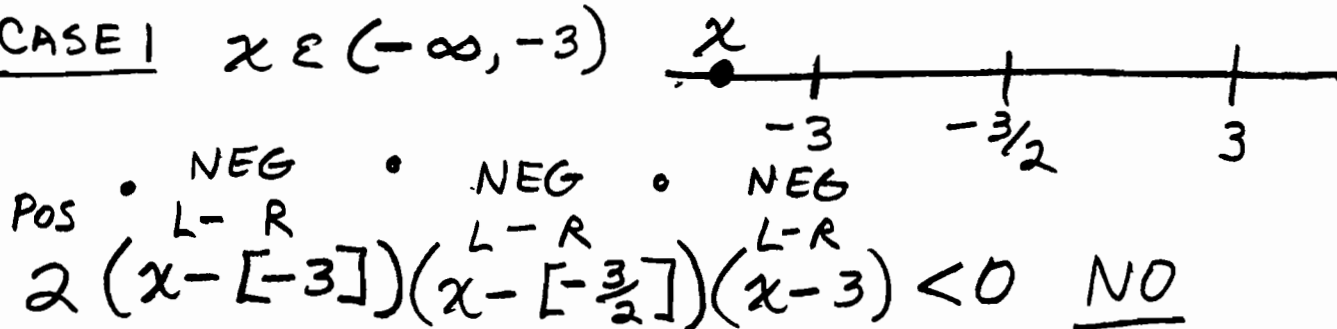 CASE 1 x ε (-∞, -3) x
-3 -3/2 3
POS • NEG • NEG • NEG
L- R L - R L-R
2 (x-[-3])(x-[-3/2])(x-3) <0 NO